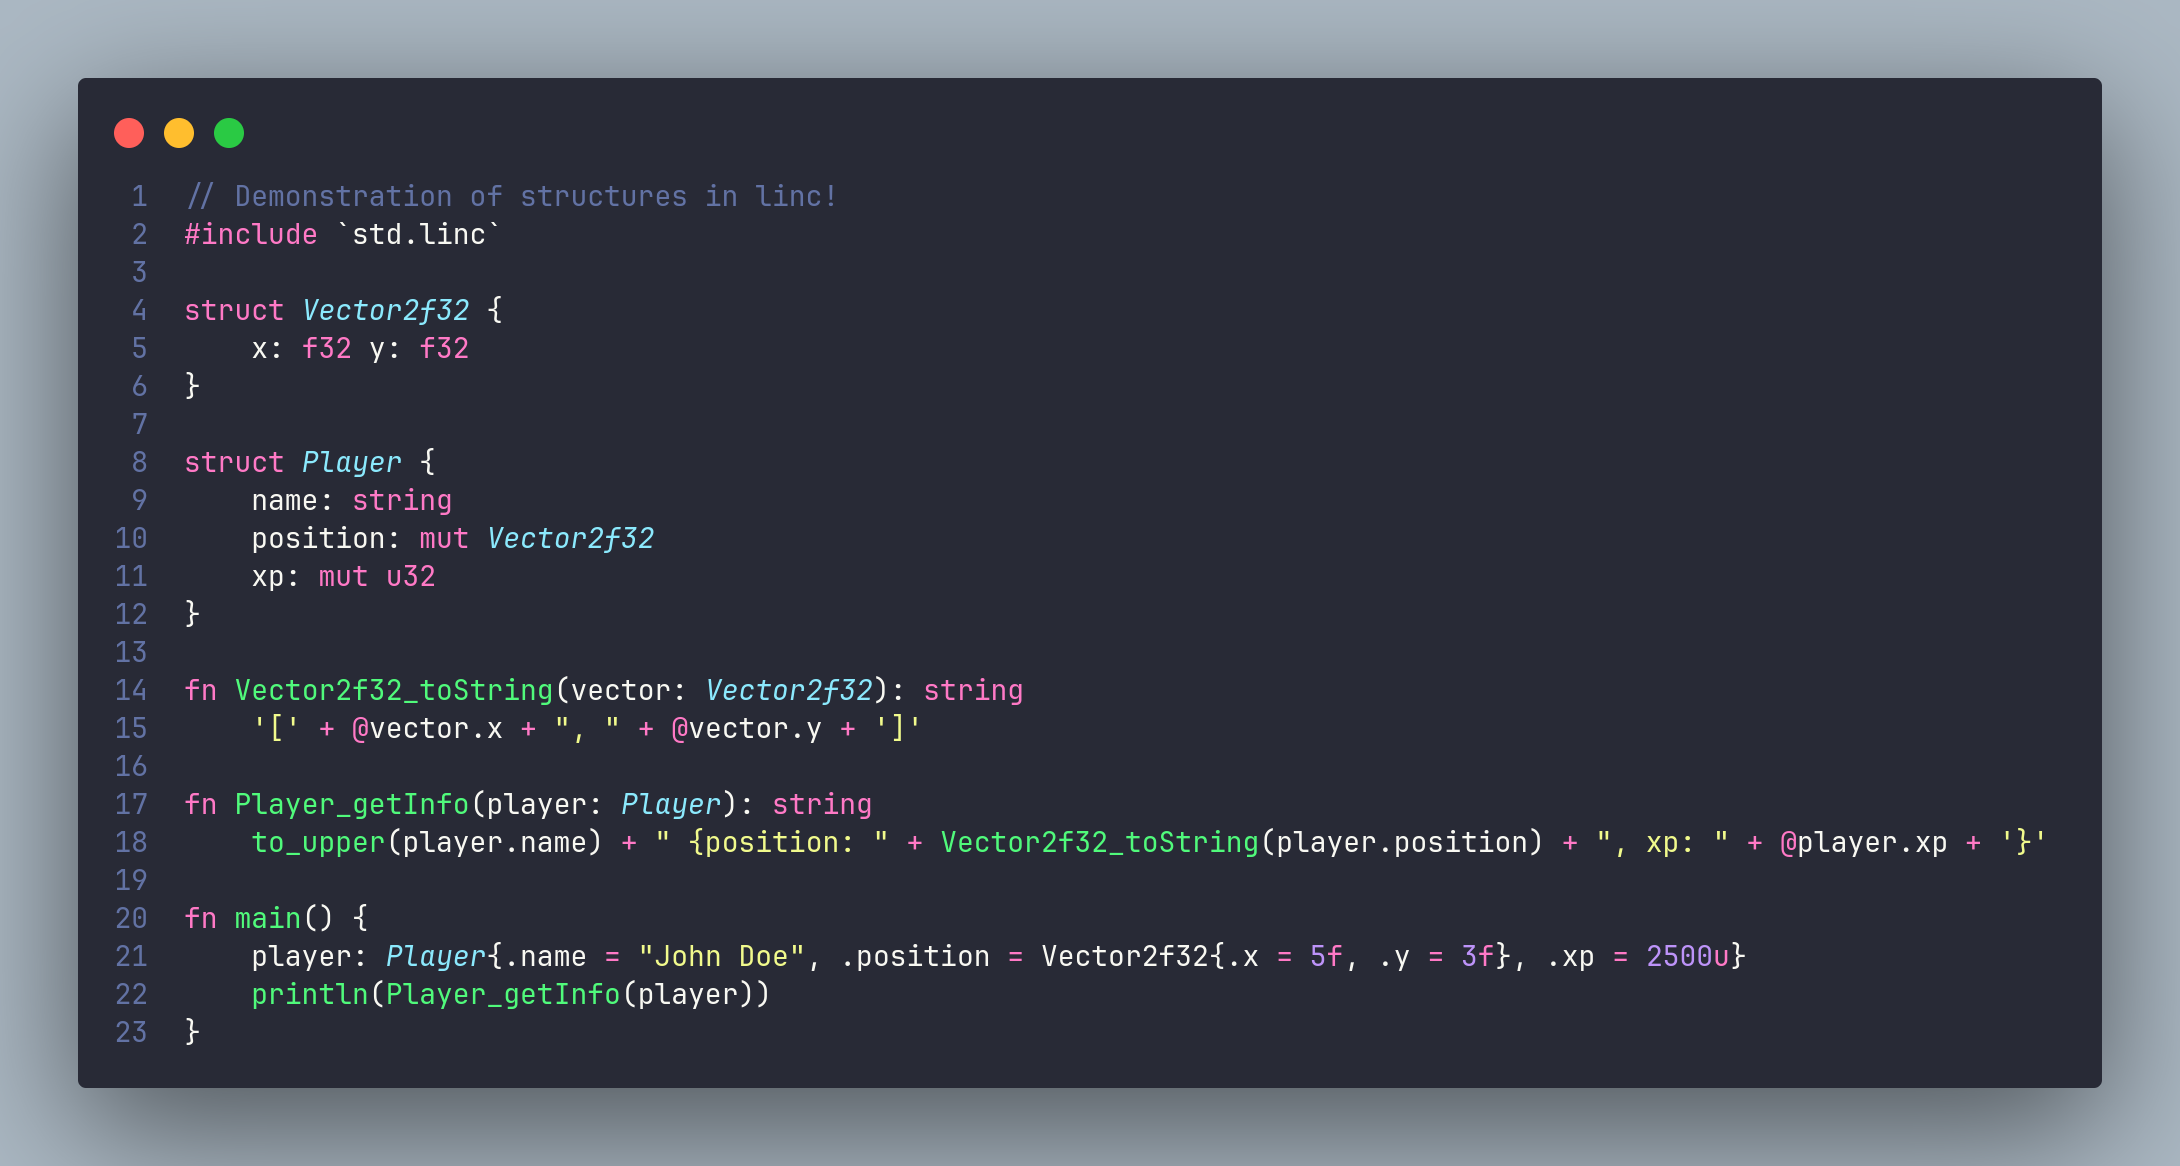 1 // Demonstration of structures in linc!
2 #include `std.linc`
3
4 struct Vector2f32 {
5     x: f32 y: f32
6 }
7
8 struct Player {
9     name: string
10     position: mut Vector2f32
11     xp: mut u32
12 }
13
14 fn Vector2f32_toString(vector: Vector2f32): string
15     '[' + @vector.x + ", " + @vector.y + ']'
16
17 fn Player_getInfo(player: Player): string
18     to_upper(player.name) + " {position: " + Vector2f32_toString(player.position) + ", xp: " + @player.xp + '}'
19
20 fn main() {
21     player: Player{.name = "John Doe", .position = Vector2f32{.x = 5f, .y = 3f}, .xp = 2500u}
22     println(Player_getInfo(player))
23 }